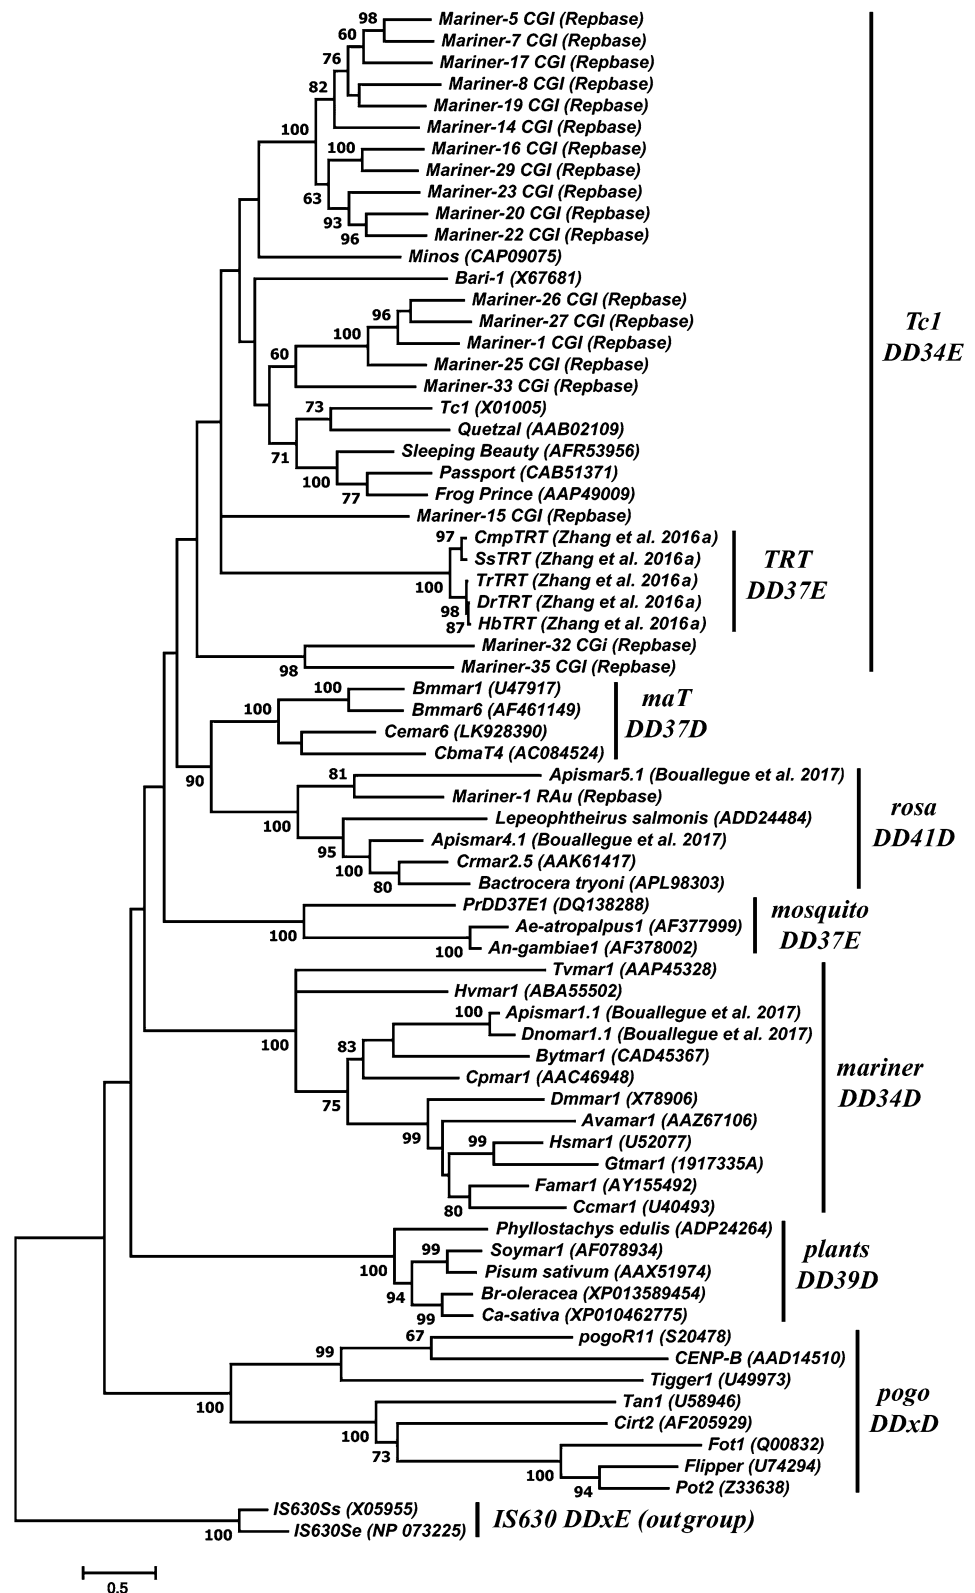 98
Mariner-5 CGI (Repbase)
60
Mariner-7 CGI (Repbase)
76
Mariner-17 CGI (Repbase)
82
Mariner-8 CGI (Repbase)
Mariner-19 CGI (Repbase)
100
Mariner-14 CGI (Repbase)
100
Mariner-16 CGI (Repbase)
Mariner-29 CGI (Repbase)
63
Mariner-23 CGI (Repbase)
93
Mariner-20 CGI (Repbase)
96
Mariner-22 CGI (Repbase)
Minos (CAP09075)
Bari-1 (X67681)
Mariner-26 CGI (Repbase)
96
Mariner-27 CGI (Repbase)
100
Mariner-1 CGI (Repbase)
60
Mariner-25 CGI (Repbase)
Mariner-33 CGi (Repbase)
Tc1
DD34E
73
Tc1 (X01005)
Quetzal (AAB02109)
71
Sleeping Beauty (AFR53956)
100
Passport (CAB51371)
77
Frog Prince (AAP49009)
Mariner-15 CGI (Repbase)
97
CmpTRT (Zhang et al. 2016a)
SsTRT (Zhang et al. 2016a)
100
TrTRT (Zhang et al. 2016a)
98
DrTRT (Zhang et al. 2016a)
87
HbTRT (Zhang et al. 2016a)
TRT
DD37E
Mariner-32 CGi (Repbase)
98
Mariner-35 CGI (Repbase)
100
Bmmar1 (U47917)
100
Bmmar6 (AF461149)
Cemar6 (LK928390)
CbmaT4 (AC084524)
maT
DD37D
90
81
Apismar5.1 (Bouallegue et al. 2017)
Mariner-1 RAu (Repbase)
100
Lepeophtheirus salmonis (ADD24484)
95
Apismar4.1 (Bouallegue et al. 2017)
100
Crmar2.5 (AAK61417)
80
Bactrocera tryoni (APL98303)
rosa
DD41D
PrDD37E1 (DQ138288)
100
Ae-atropalpus1 (AF377999)
100
An-gambiae1 (AF378002)
mosquito
DD37E
Tvmar1 (AAP45328)
Hvmar1 (ABA55502)
100
100
Apismar1.1 (Bouallegue et al. 2017)
Dnomar1.1 (Bouallegue et al. 2017)
83
Bytmar1 (CAD45367)
Cpmar1 (AAC46948)
75
Dmmar1 (X78906)
99
Avamar1 (AAZ67106)
99
Hsmar1 (U52077)
Gtmar1 (1917335A)
Famar1 (AY155492)
80
Ccmar1 (U40493)
mariner
DD34D
Phyllostachys edulis (ADP24264)
100
99
Soymar1 (AF078934)
Pisum sativum (AAX51974)
94
Br-oleracea (XP013589454)
99
Ca-sativa (XP010462775)
plants
DD39D
67
pogoR11 (S20478)
99
CENP-B (AAD14510)
Tigger1 (U49973)
100
Tan1 (U58946)
100
Cirt2 (AF205929)
73
Fot1 (Q00832)
100
Flipper (U74294)
94
Pot2 (Z33638)
pogo
DDxD
IS630Ss (X05955)
100
IS630Se (NP 073225)
IS630 DDxE (outgroup)
0.5